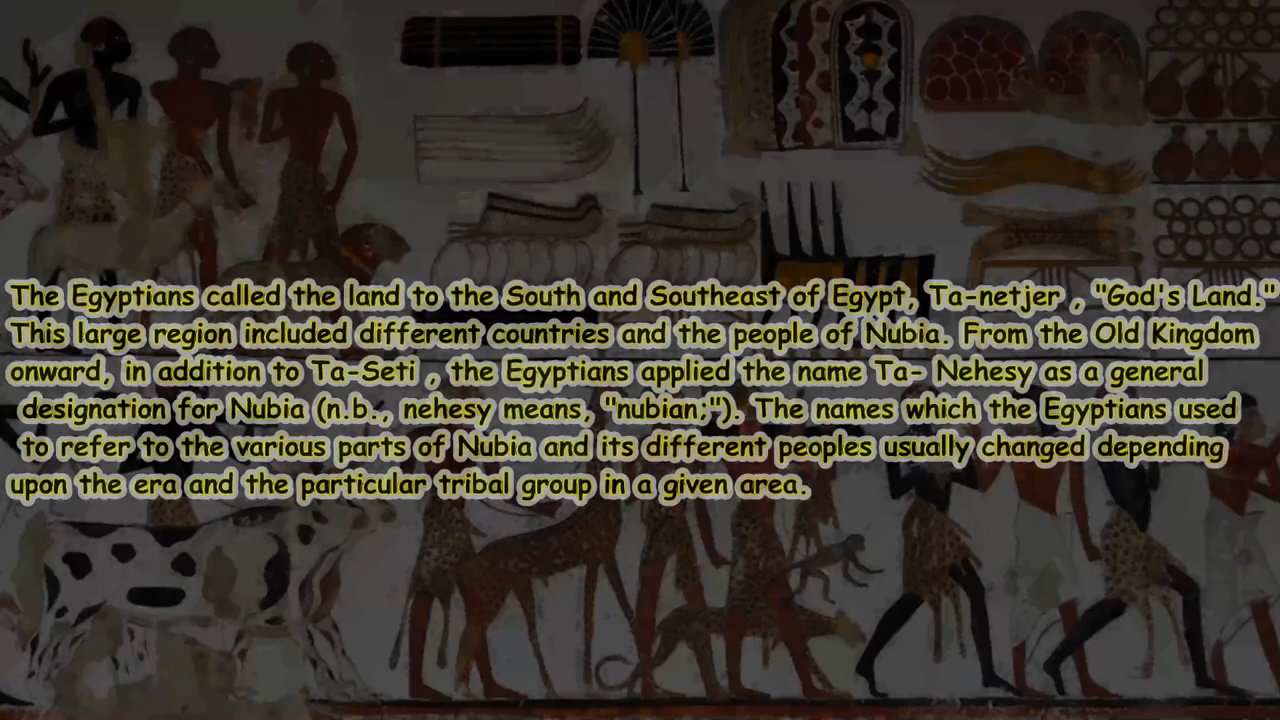 The Egyptians called the land to the South and Southeast of Egypt, Ta-netjer , "God's Land."
This large region included different countries and the people of Nubia. From the Old Kingdom
onward, in addition to Ta-Seti , the Egyptians applied the name Ta- Nehesy as a general
designation for Nubia (n.b., nehesy means, "nubian;"). The names which the Egyptians used
to refer to the various parts of Nubia and its different peoples usually changed depending
upon the era and the particular tribal group in a given area.